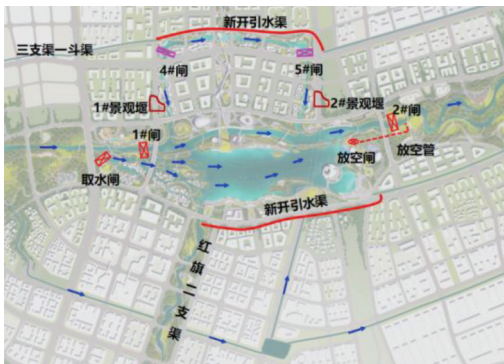 新开引水渠
三支渠一斗渠
4#闸
5#闸
1#景观堰
2#景观堰
2#闸
1#闸
放空闸
放空管
取水闸
新开引水渠
红旗二支渠